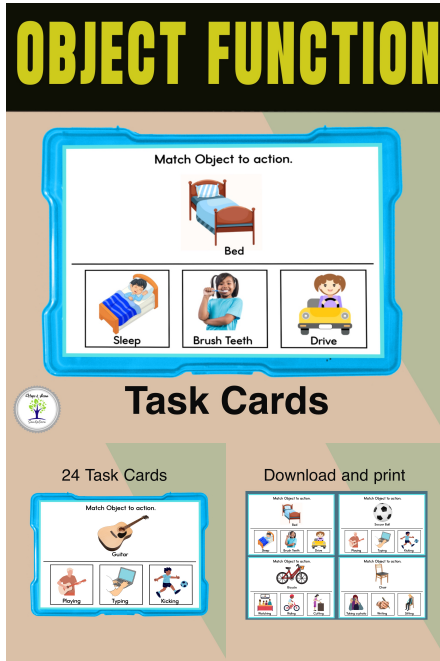 OBJECT FUNCTION
Match Object to action.
Bed
Sleep
Brush Teeth
Drive
Task Cards
24 Task Cards
Download and print
Match Object to action.
Guitar
Playing
Typing
Kicking
Match Object to action.
Bed
Sleep
Brush Teeth
Drive
Match Object to action.
Soccer Ball
Playing
Typing
Kicking
Match Object to action.
Bicycle
Watching
Riding
Cutting
Match Object to action.
Chair
Writing
Sitting